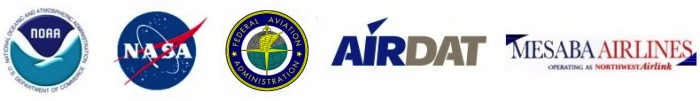 NATIONAL OCEANIC AND ATMOSPHERIC ADMINISTRATION
U.S. DEPARTMENT OF COMMERCE
NOAA
NASA
FEDERAL AVIATION
ADMINISTRATION
AIRDAT
MESABA AIRLINES
OPERATING AS NORTHWEST Airlink